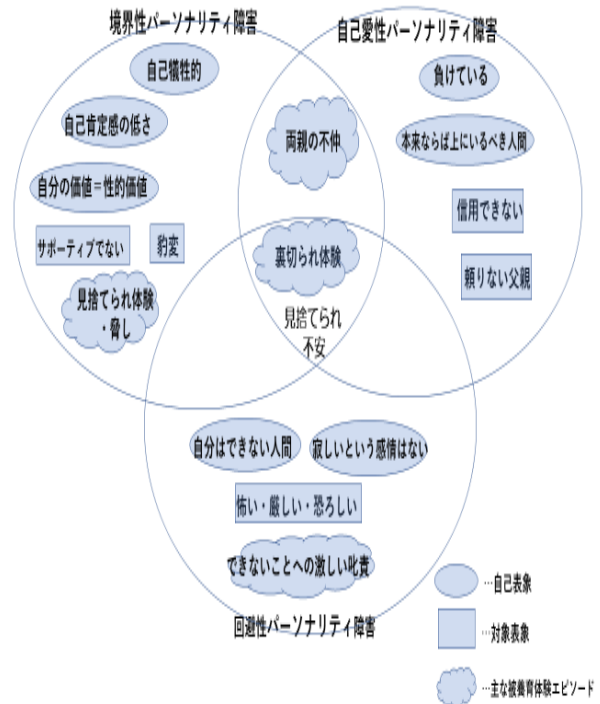 境界性パーソナリティ障害
自己愛性パーソナリティ障害
自己犠牲的
負けている
自己肯定感の低さ
両親の不仲
本来ならば上にいるべき人間
自分の価値＝性的価値
信用できない
サポーティブでない
豹変
裏切られ体験
頼りない父親
見捨てられ体験
・脅し
見捨てられ
不安
自分はできない人間
寂しいという感情はない
怖い・厳しい・恐ろしい
できないことへの激しい叱責
回避性パーソナリティ障害
…自己表象
…対象表象
…主な被養育体験エピソード